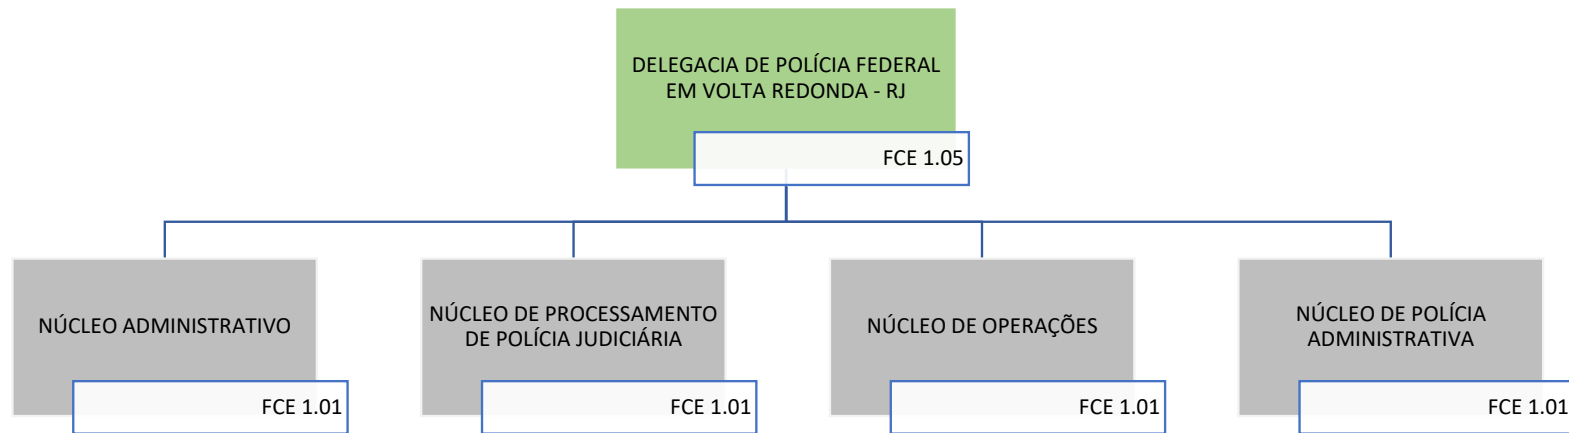 DELEGACIA DE POLÍCIA FEDERAL
EM VOLTA REDONDA - RJ
FCE 1.05
NÚCLEO ADMINISTRATIVO
FCE 1.01
NÚCLEO DE PROCESSAMENTO
DE POLÍCIA JUDICIÁRIA
FCE 1.01
NÚCLEO DE OPERAÇÕES
FCE 1.01
NÚCLEO DE POLÍCIA
ADMINISTRATIVA
FCE 1.01